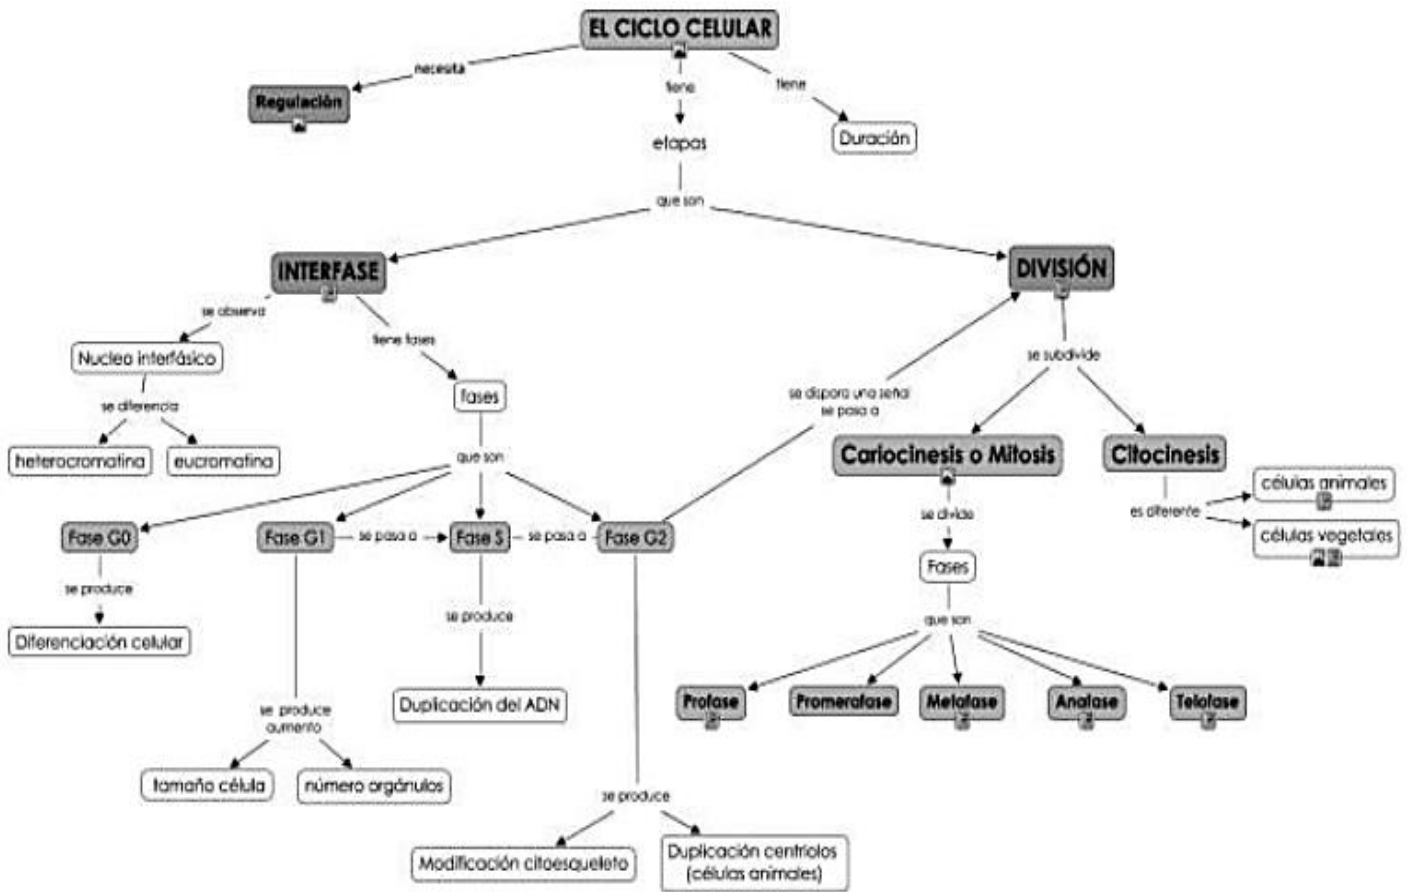 EL CICLO CELULAR
necesita
tiene
tiene
Regulación
Duración
etapas
que son
INTERFASE
DIVISIÓN
se observa
tiene fases
Nucleo interfásico
se diferencia
heterocromatina
eucromatina
fases
que son
se dispara una señal
se pasa a
se subdivide
Cariocinesis o Mitosis
Citocinesis
es diferente
células animales
células vegetales
Fase G0
Fase G1
se pasa a
Fase S
se pasa a
Fase G2
se divide
Fases
que son
se produce
Diferenciación celular
se produce
Duplicación del ADN
Profase
Promerafase
Metafase
Anafase
Telofase
se produce
aumento
tamaño célula
número orgánulos
se produce
Modificación citoesqueleto
Duplicación centriolos
(células animales)